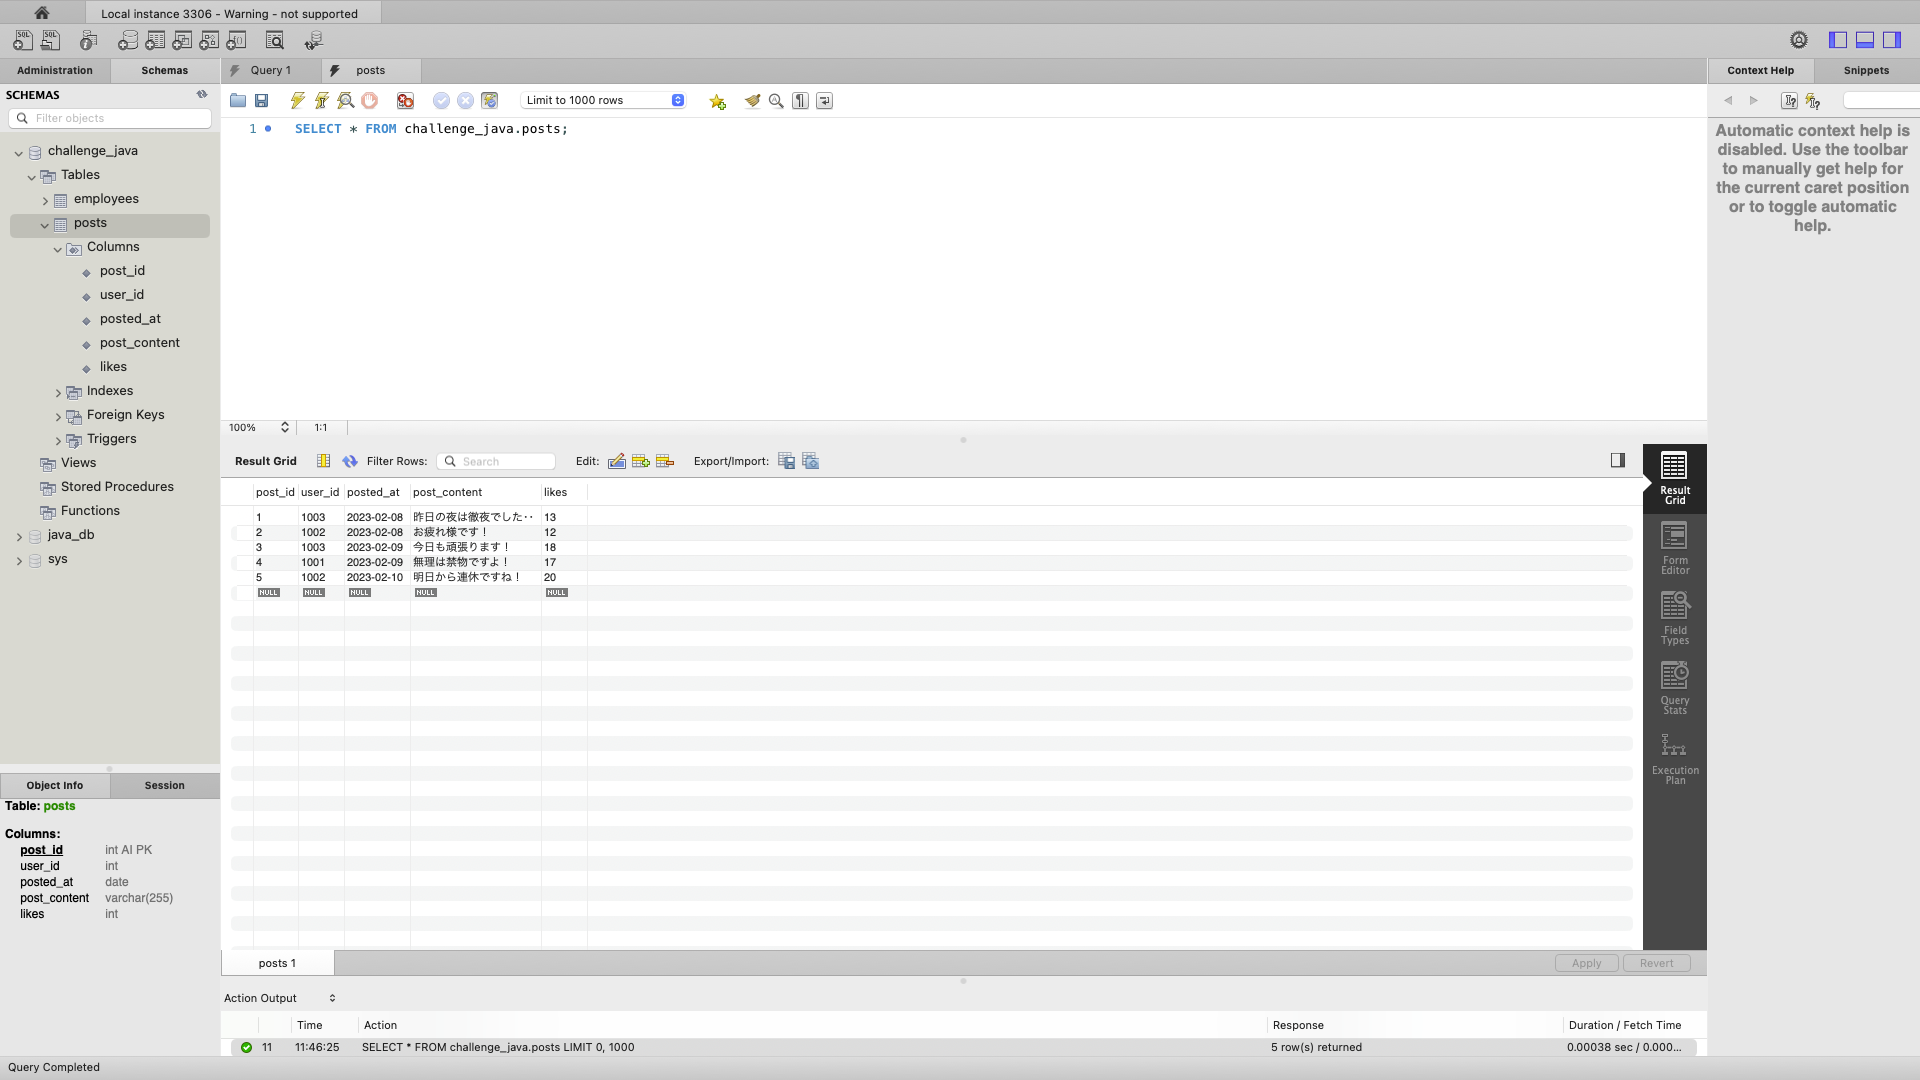 Local instance 3306 - Warning - not supported
Administration
Schemas
Query 1
posts
Context Help
Snippets
SCHEMAS
Filter objects
challenge_java
Tables
employees
posts
Columns
post_id
user_id
posted_at
post_content
likes
Indexes
Foreign Keys
Triggers
Views
Stored Procedures
Functions
java_db
sys
Limit to 1000 rows
1 SELECT * FROM challenge_java.posts;
100% 1:1
Automatic context help is
disabled. Use the toolbar
to manually get help for
the current caret position
or to toggle automatic
help.
Result Grid Filter Rows: Search Edit: Export/Import:
post_id user_id posted_at post_content likes
1 1003 2023-02-08 昨日の夜は徹夜でした・・ 13
2 1002 2023-02-08 お疲れ様です！ 12
3 1003 2023-02-09 今日も頑張ります！ 18
4 1001 2023-02-09 無理は禁物ですよ！ 17
5 1002 2023-02-10 明日から連休ですね！ 20
NULL NULL NULL NULL NULL
Result
Grid
Form
Editor
Field
Types
Query
Stats
Execution
Plan
Object Info
Session
Table: posts
Columns:
post_id int AI PK
user_id int
posted_at date
post_content varchar(255)
likes int
posts 1
Apply
Revert
Action Output
Time Action Response Duration / Fetch Time
11 11:46:25 SELECT * FROM challenge_java.posts LIMIT 0, 1000 5 row(s) returned 0.00038 sec / 0.000...
Query Completed